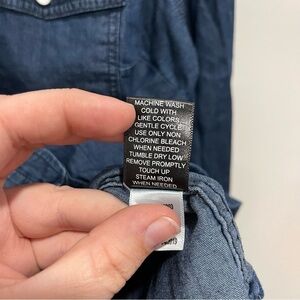 MACHINE WASH
COLD WITH
LIKE COLORS
GENTLE CYCLE
USE ONLY NON
CHLORINE BLEACH
WHEN NEEDED
TUMBLE DRY LOW
REMOVE PROMPTLY
TOUCH UP
STEAM IRON
WHEN NEEDED